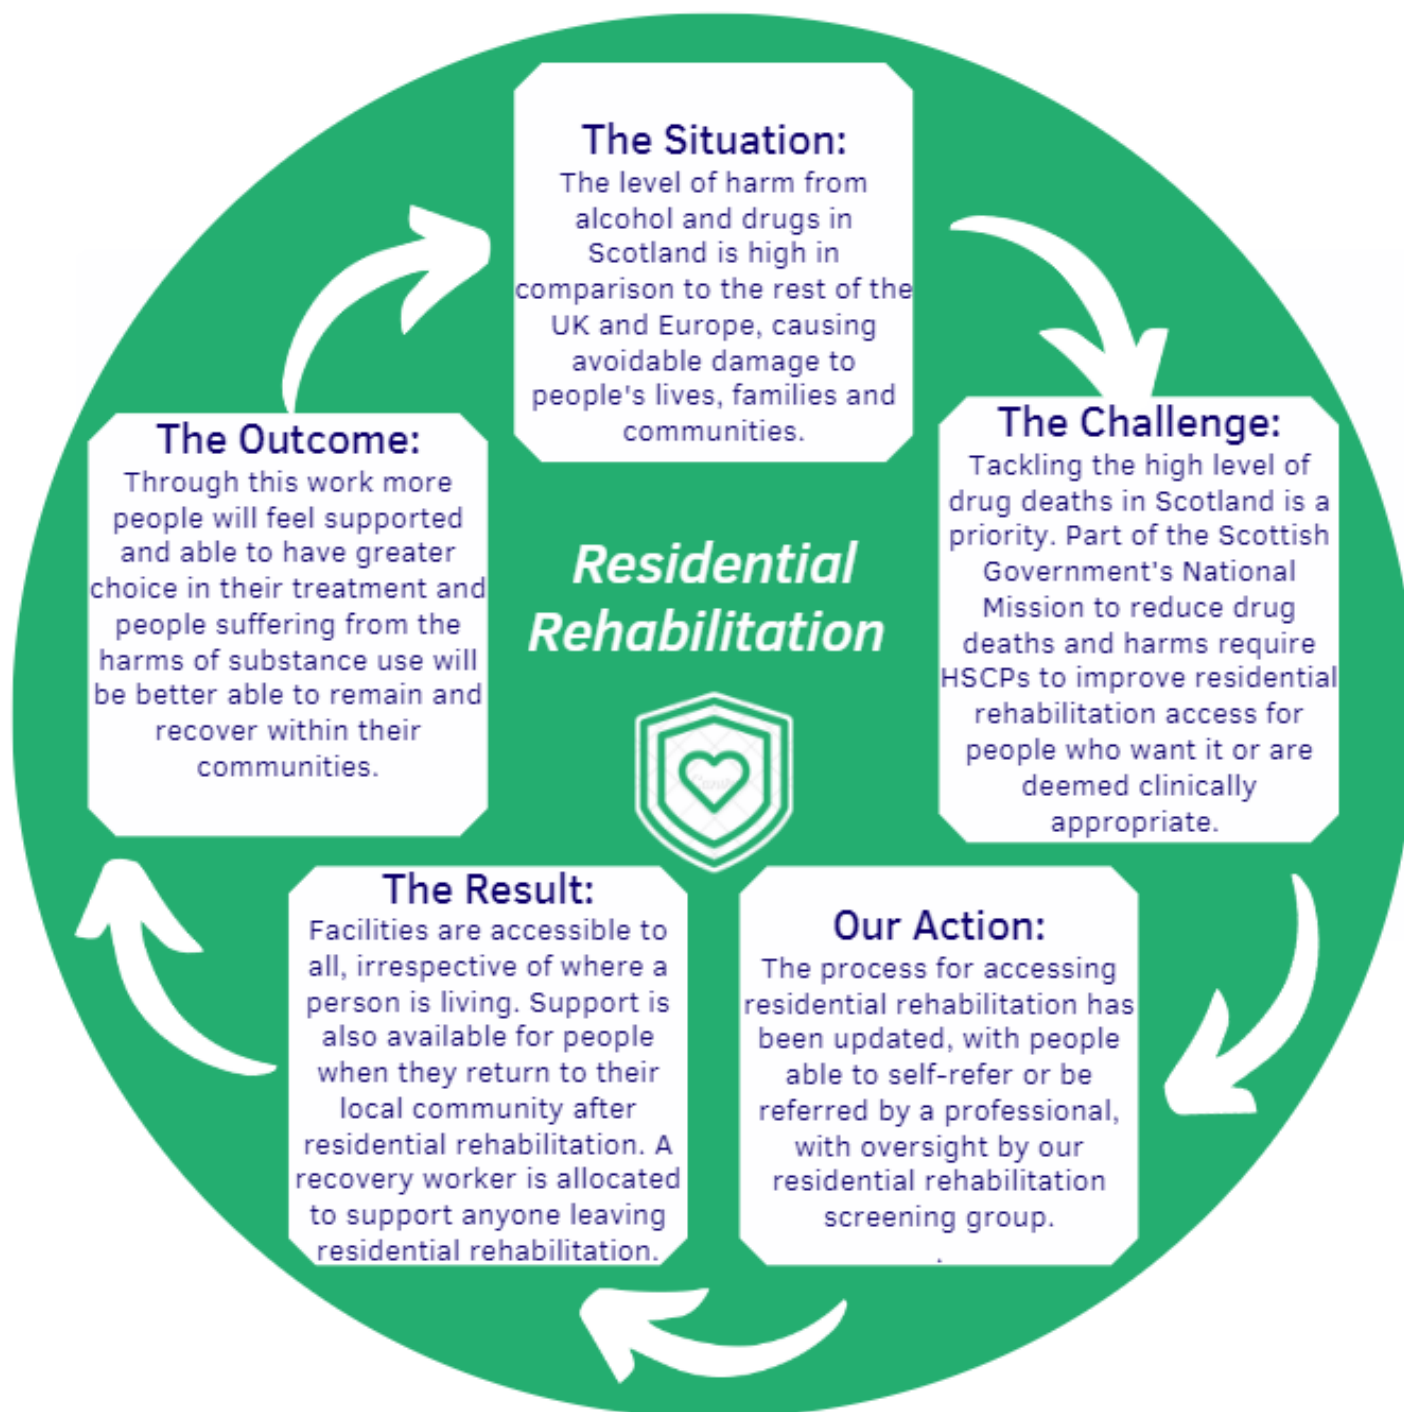 The Situation:
The level of harm from
alcohol and drugs in
Scotland is high in
comparison to the rest of the
UK and Europe, causing
avoidable damage to
people's lives, families and
communities.
The Challenge:
Tackling the high level of
drug deaths in Scotland is a
priority. Part of the Scottish
Government's National
Mission to reduce drug
deaths and harms require
HSCPs to improve residential
rehabilitation access for
people who want it or are
deemed clinically
appropriate.
Our Action:
The process for accessing
residential rehabilitation has
been updated, with people
able to self-refer or be
referred by a professional,
with oversight by our
residential rehabilitation
screening group.
.
The Result:
Facilities are accessible to
all, irrespective of where a
person is living. Support is
also available for people
when they return to their
local community after
residential rehabilitation. A
recovery worker is allocated
to support anyone leaving
residential rehabilitation.
The Outcome:
Through this work more
people will feel supported
and able to have greater
choice in their treatment and
people suffering from the
harms of substance use will
be better able to remain and
recover within their
communities.
Residential
Rehabilitation